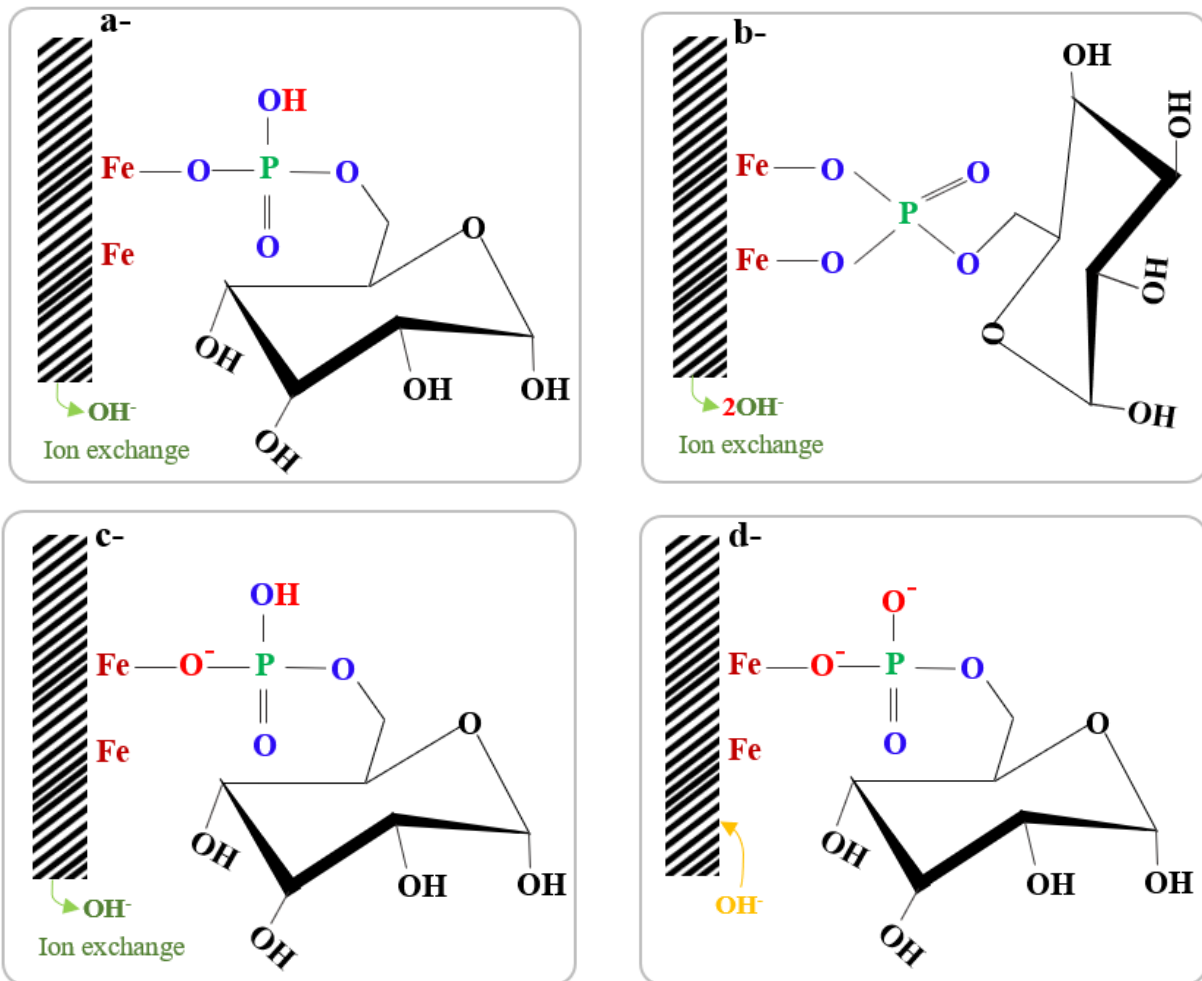 a-
OH
Fe O P O
O
Fe
O
OH
OH
OH
OH
OH-
Ion exchange
b-
OH
OH
Fe O O
P
Fe O O
OH
O
OH
2OH-
Ion exchange
c-
OH
Fe O- P O
O
Fe O
OH
OH
OH
OH
OH-
Ion exchange
d-
O-
Fe O- P O
O
Fe O
OH
OH
OH
OH-
OH